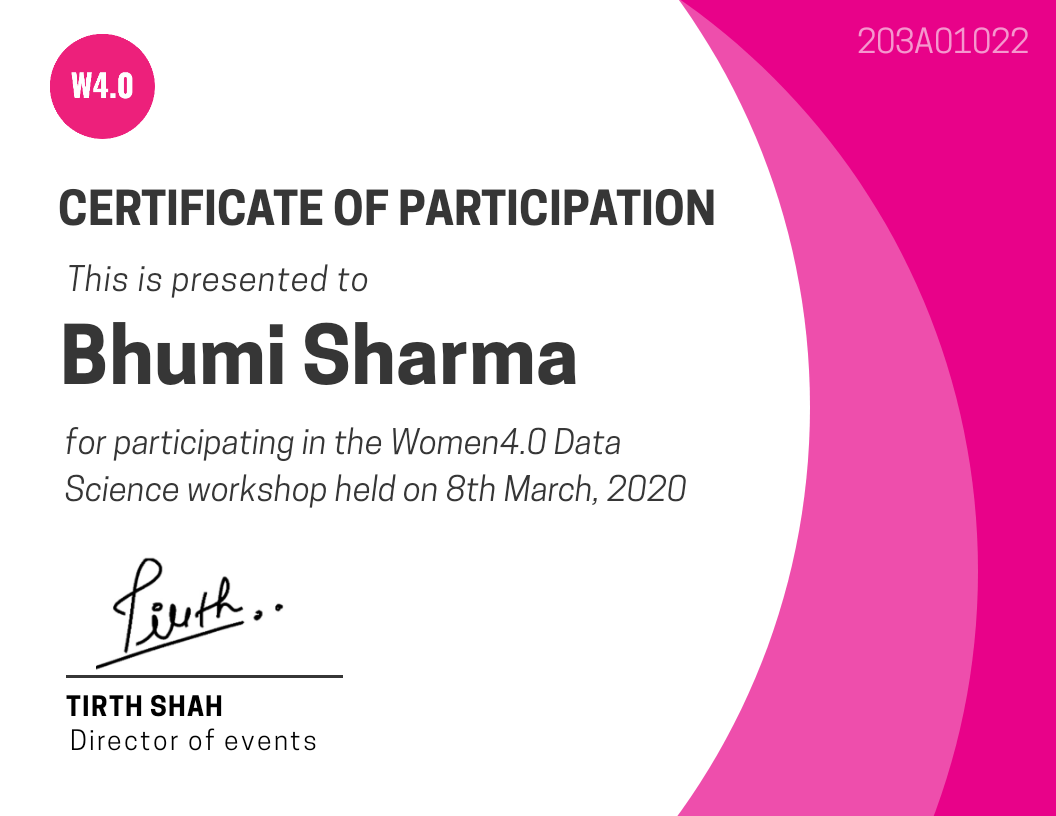 203A01022
W4.0
CERTIFICATE OF PARTICIPATION
This is presented to
Bhumi Sharma
for participating in the Women4.0 Data
Science workshop held on 8th March, 2020
Tirth..
TIRTH SHAH
Director of events